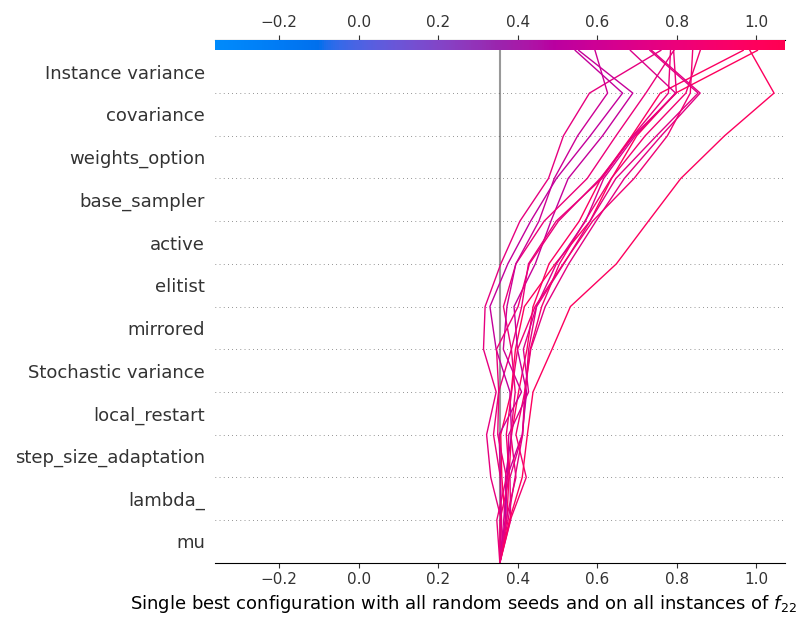 −0.2 0.0 0.2 0.4 0.6 0.8 1.0
Instance variance
covariance
weights_option
base_sampler
active
elitist
mirrored
Stochastic variance
local_restart
step_size_adaptation
lambda_
mu
−0.2 0.0 0.2 0.4 0.6 0.8 1.0
Single best configuration with all random seeds and on all instances of f₂₂